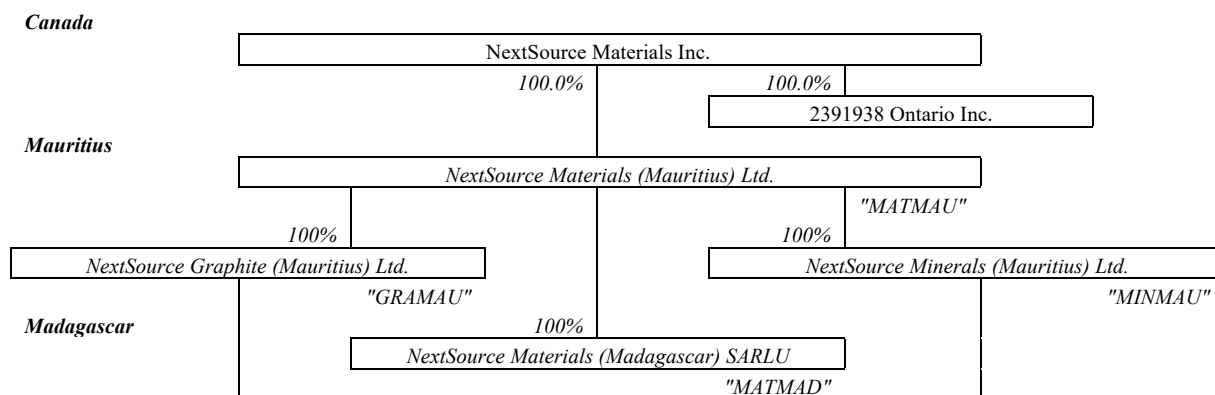 Canada
NextSource Materials Inc.
100.0% 100.0%
2391938 Ontario Inc.
Mauritius
NextSource Materials (Mauritius) Ltd.
"MATMAU"
100% 100%
NextSource Graphite (Mauritius) Ltd. NextSource Minerals (Mauritius) Ltd.
"GRAMAU" "MINMAU"
Madagascar 100%
NextSource Materials (Madagascar) SARLU
"MATMAD"